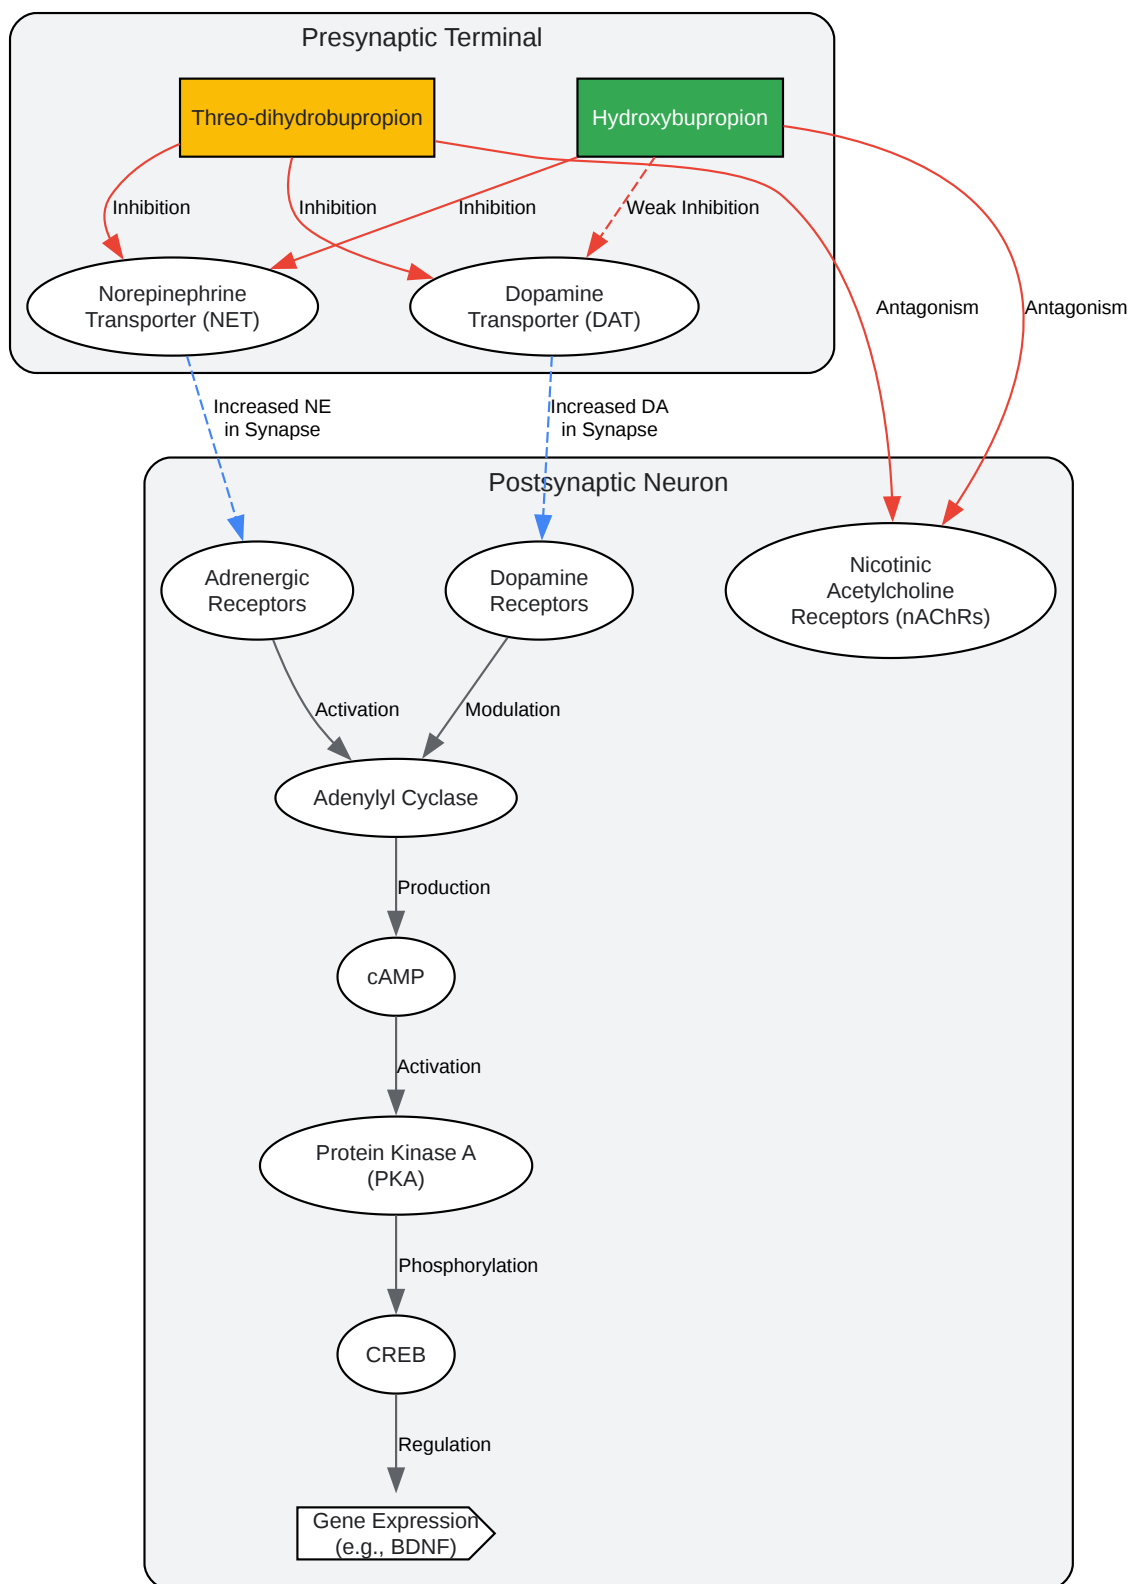 Presynaptic Terminal
Threo-dihydrobupropion
Hydroxybupropion
Inhibition
Inhibition
Inhibition
Weak Inhibition
Norepinephrine
Transporter (NET)
Dopamine
Transporter (DAT)
Antagonism
Antagonism
Increased NE
in Synapse
Increased DA
in Synapse
Postsynaptic Neuron
Adrenergic
Receptors
Dopamine
Receptors
Nicotinic
Acetylcholine
Receptors (nAChRs)
Activation
Modulation
Adenylyl Cyclase
Production
cAMP
Activation
Protein Kinase A
(PKA)
Phosphorylation
CREB
Regulation
Gene Expression
(e.g., BDNF)